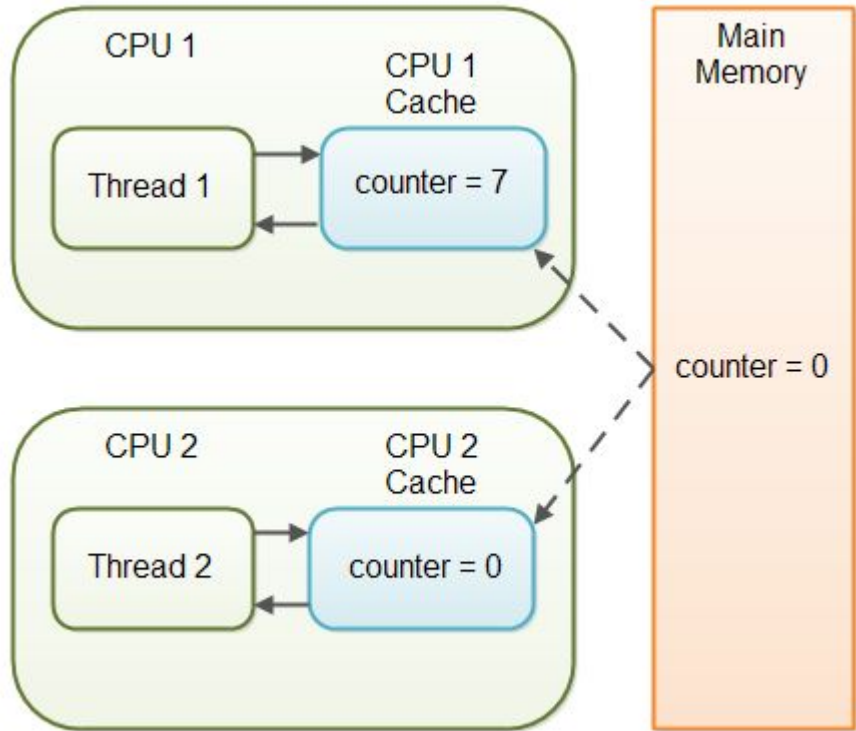 CPU 1
CPU 1
Cache
Thread 1
counter = 7
Main
Memory
counter = 0
CPU 2
CPU 2
Cache
Thread 2
counter = 0